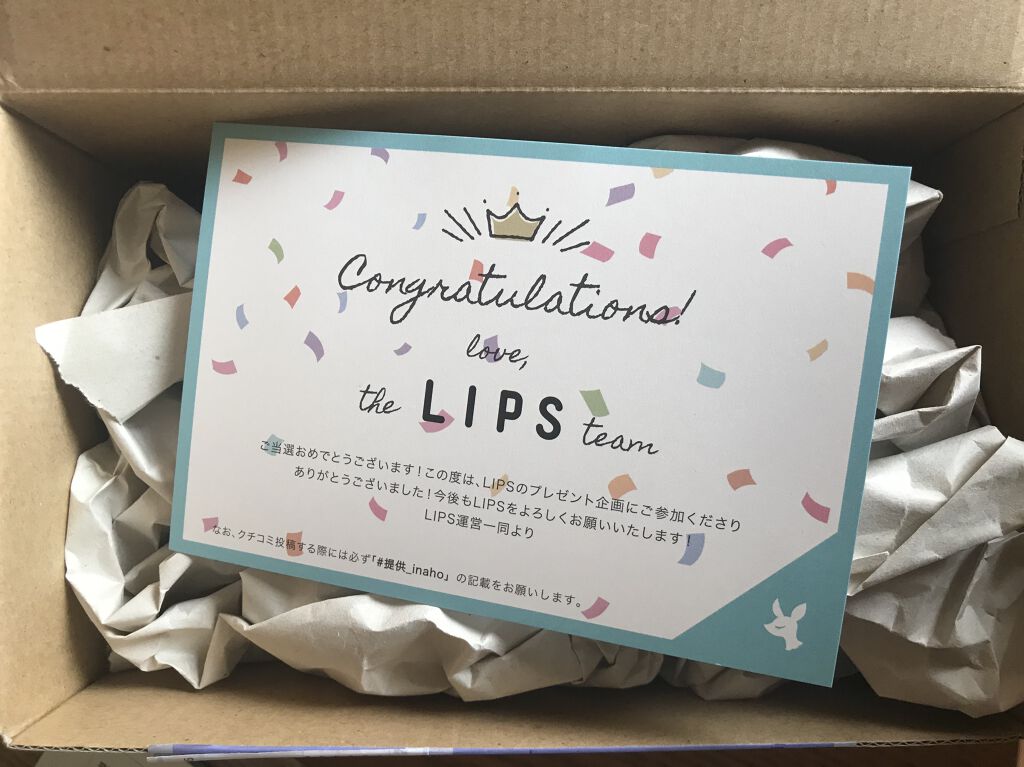 Congratulations!
love,
the LIPS team
ご当選おめでとうございます！この度は、LIPSのプレゼント企画にご参加くださり
ありがとうございました！今後もLIPSをよろしくお願いいたします！
LIPS運営一同より
なお、クチコミ投稿する際には必ず「#提供_inaho」の記載をお願いします。